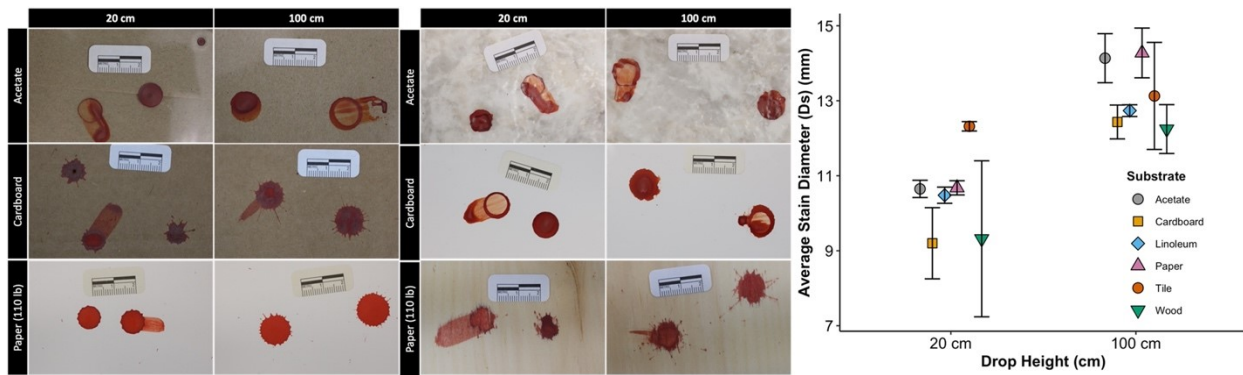 20 cm
100 cm
Acetate
Cardboard
Paper (110 lb)
20 cm
100 cm
Acetate
Cardboard
Paper (110 lb)
Average Stain Diameter (Ds) (mm)
15
13
11
9
7
20 cm
100 cm
Drop Height (cm)
Substrate
Acetate
Cardboard
Linoleum
Paper
Tile
Wood